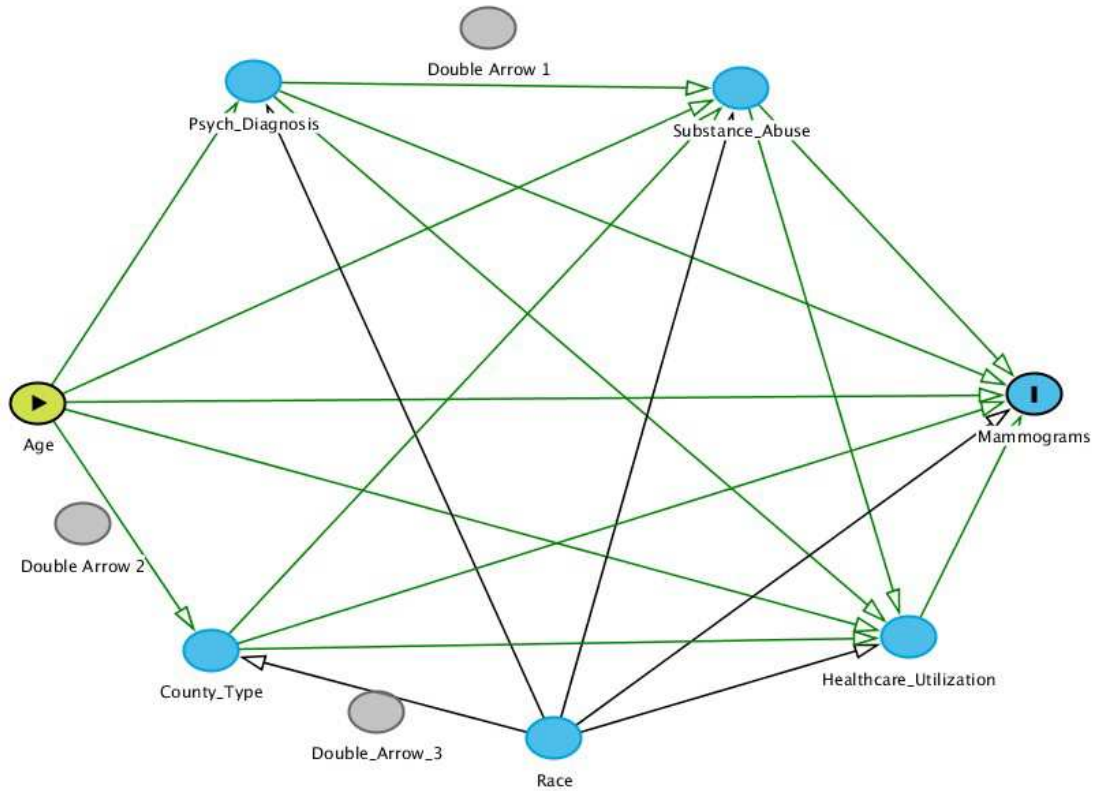 Double Arrow 1
Psych_Diagnosis
Substance_Abuse
Age
Mammograms
Double Arrow 2
County_Type
Healthcare_Utilization
Double_Arrow_3
Race